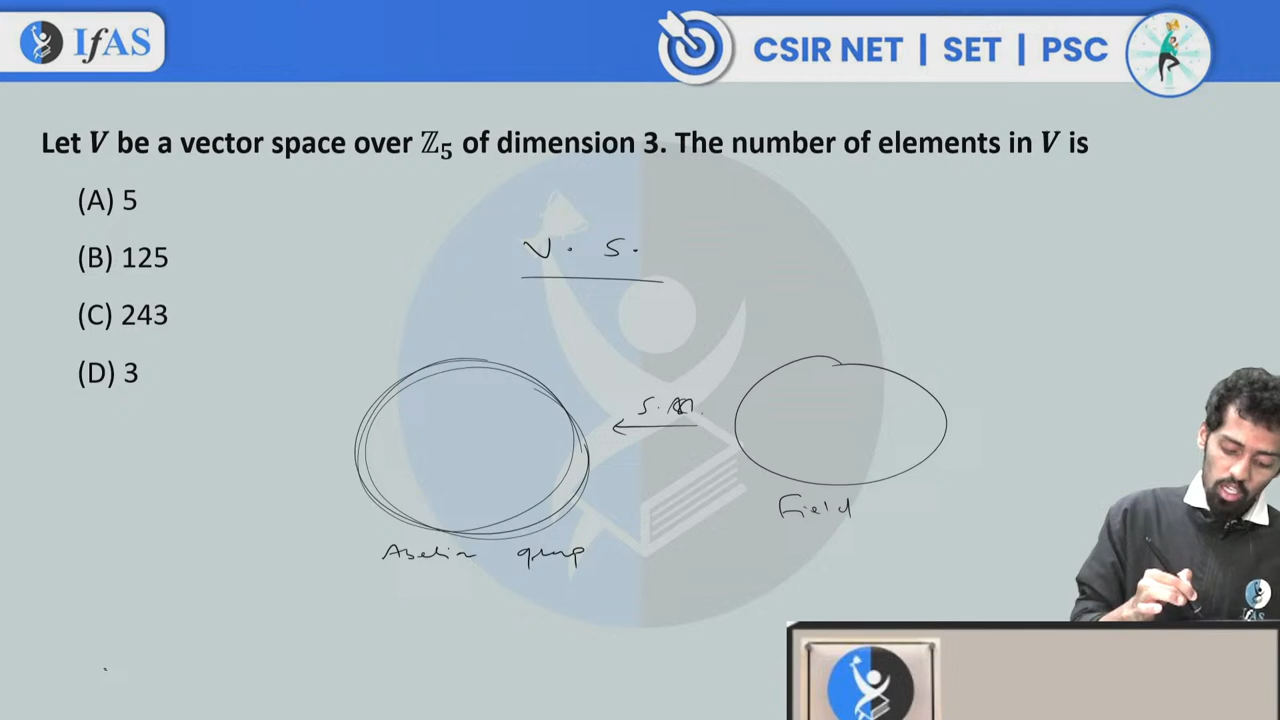 IfAS
CSIR NET | SET | PSC
Let V be a vector space over ℤ₅ of dimension 3. The number of elements in V is
(A) 5
(B) 125
(C) 243
(D) 3
V. S.
S. M.
Field
Abelian group
IfAS